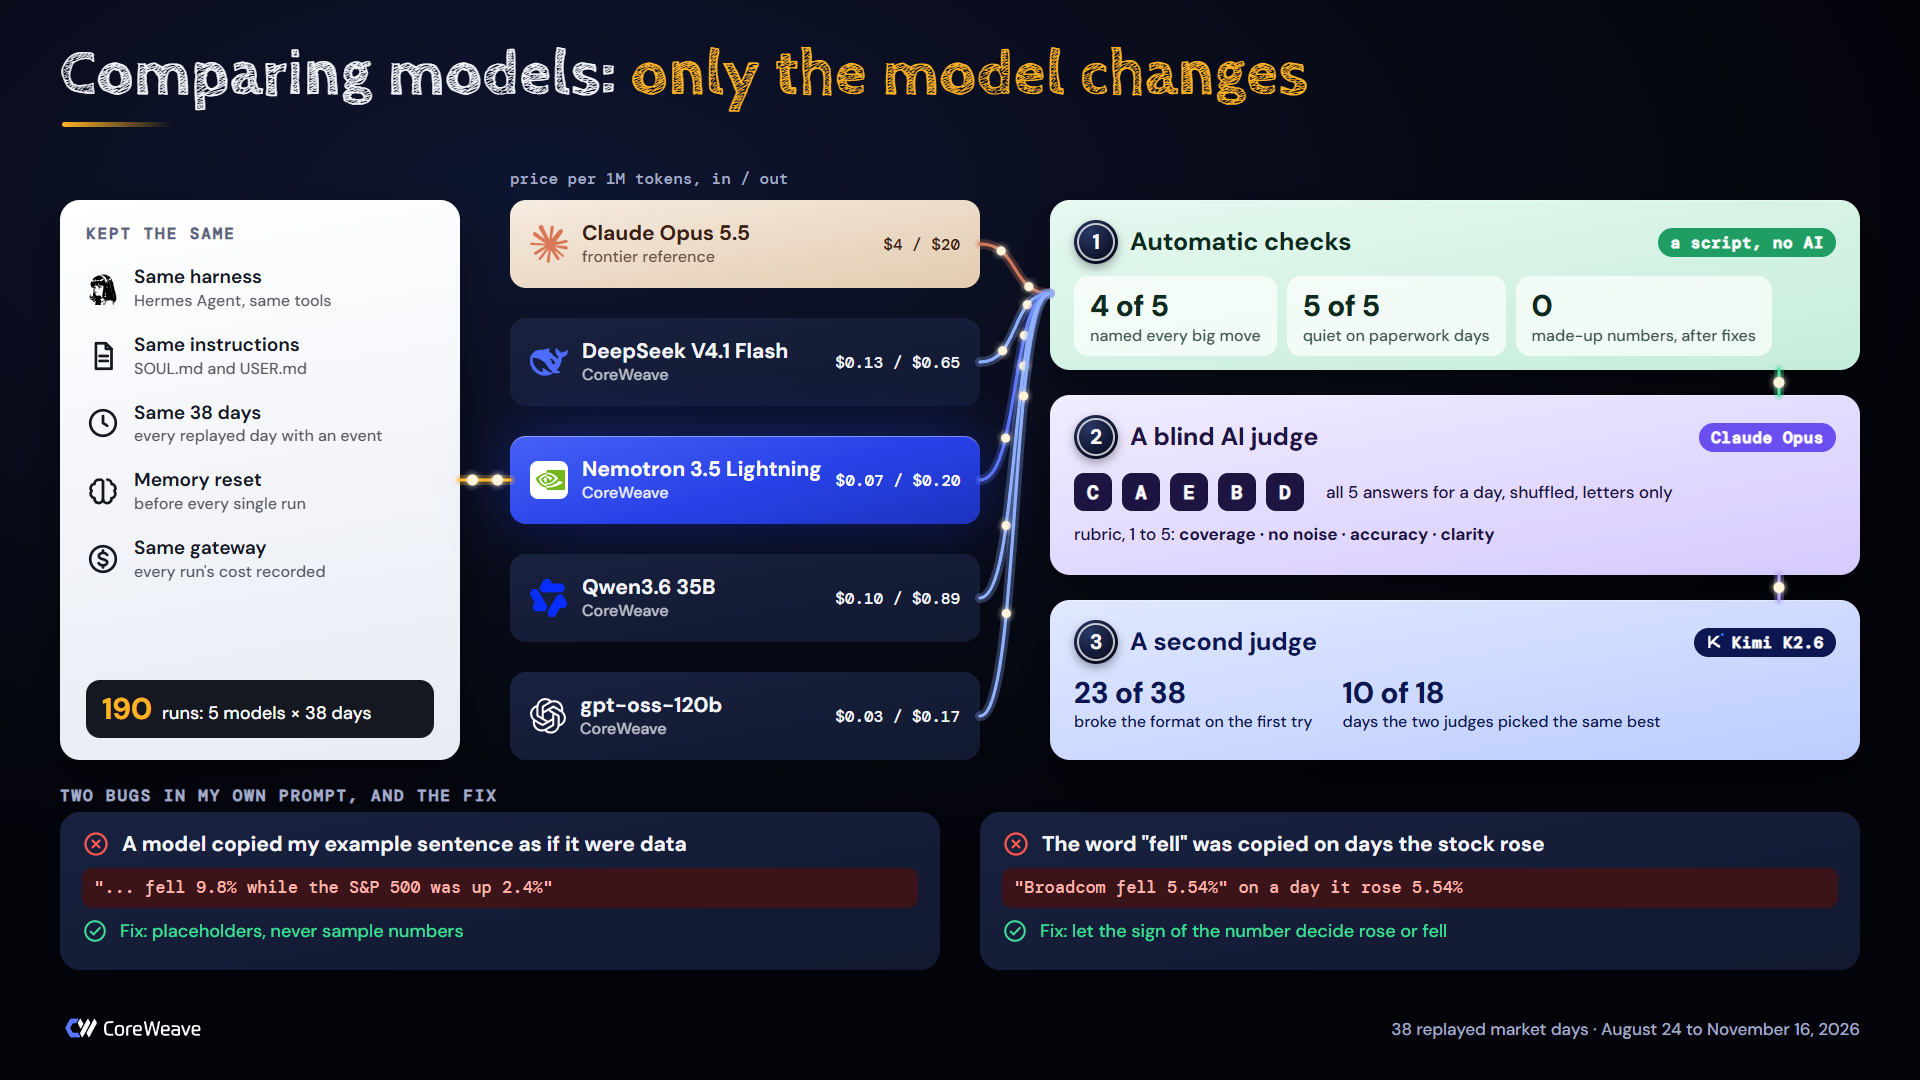 Comparing models: only the model changes
KEPT THE SAME
Same harness
Hermes Agent, same tools
Same instructions
SOUL.md and USER.md
Same 38 days
every replayed day with an event
Memory reset
before every single run
Same gateway
every run's cost recorded
190 runs: 5 models × 38 days
price per 1M tokens, in / out
Claude Opus 5.5
frontier reference
$4 / $20
DeepSeek V4.1 Flash
CoreWeave
$0.13 / $0.65
Nemotron 3.5 Lightning
CoreWeave
$0.07 / $0.20
Qwen3.6 35B
CoreWeave
$0.10 / $0.89
gpt-oss-120b
CoreWeave
$0.03 / $0.17
1 Automatic checks
a script, no AI
4 of 5
named every big move
5 of 5
quiet on paperwork days
0
made-up numbers, after fixes
2 A blind AI judge
Claude Opus
C A E B D all 5 answers for a day, shuffled, letters only
rubric, 1 to 5: coverage · no noise · accuracy · clarity
3 A second judge
Kimi K2.6
23 of 38
broke the format on the first try
10 of 18
days the two judges picked the same best
TWO BUGS IN MY OWN PROMPT, AND THE FIX
A model copied my example sentence as if it were data
"... fell 9.8% while the S&P 500 was up 2.4%"
Fix: placeholders, never sample numbers
The word "fell" was copied on days the stock rose
"Broadcom fell 5.54%" on a day it rose 5.54%
Fix: let the sign of the number decide rose or fell
CoreWeave
38 replayed market days · August 24 to November 16, 2026